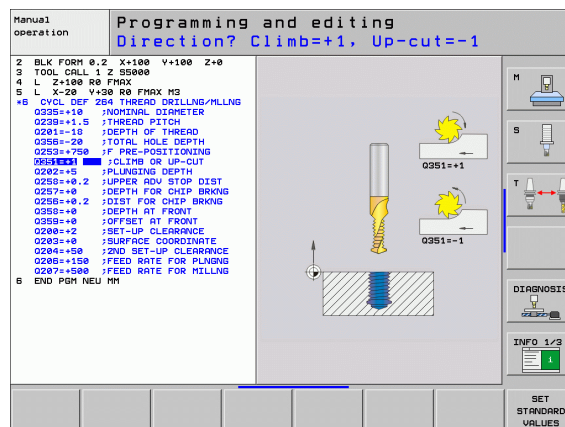 Manual
operation
Programming and editing
Direction? Climb=+1, Up-cut=-1
2 BLK FORM 0.2 X+100 Y+100 Z+0
3 TOOL CALL 1 Z S5000
4 L Z+100 R0 FMAX
5 L X-20 Y+30 R0 FMAX M3
*6 CYCL DEF 264 THREAD DRILLNG/MLLNG
Q335=+10 ;NOMINAL DIAMETER
Q239=+1.5 ;THREAD PITCH
Q201=-18 ;DEPTH OF THREAD
Q356=-20 ;TOTAL HOLE DEPTH
Q253=+750 ;F PRE-POSITIONING
Q351=+1 ;CLIMB OR UP-CUT
Q202=+5 ;PLUNGING DEPTH
Q258=+0.2 ;UPPER ADV STOP DIST
Q257=+0 ;DEPTH FOR CHIP BRKNG
Q256=+0.2 ;DIST FOR CHIP BRKNG
Q358=+0 ;DEPTH AT FRONT
Q359=+0 ;OFFSET AT FRONT
Q200=+2 ;SET-UP CLEARANCE
Q203=+0 ;SURFACE COORDINATE
Q204=+50 ;2ND SET-UP CLEARANCE
Q206=+150 ;FEED RATE FOR PLNGNG
Q207=+500 ;FEED RATE FOR MILLNG
6 END PGM NEU MM
Q351=+1
Q351=-1
M
S
T
DIAGNOSIS
INFO 1/3
i
SET
STANDARD
VALUES